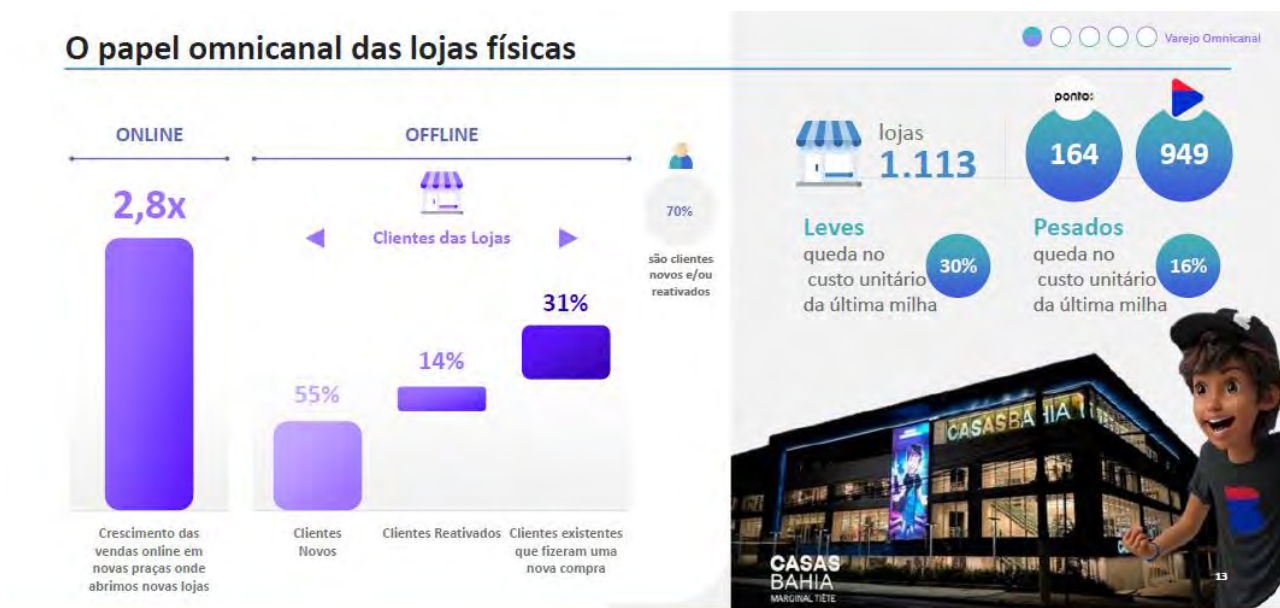 O papel omnicanal das lojas físicas
Varejo Omnicanal
ONLINE
2,8x
Crescimento das
vendas online em
novas praças onde
abrimos novas lojas
OFFLINE
Clientes das Lojas
55%
Clientes
Novos
14%
Clientes Reativados
31%
Clientes existentes
que fizeram uma
nova compra
70%
são clientes
novos e/ou
reativados
lojas
1.113
ponto:
164
949
Leves
queda no
custo unitário
da última milha
30%
Pesados
queda no
custo unitário
da última milha
16%
CASAS BAHIA
CASAS
BAHIA
MARGINAL TIETÊ
13